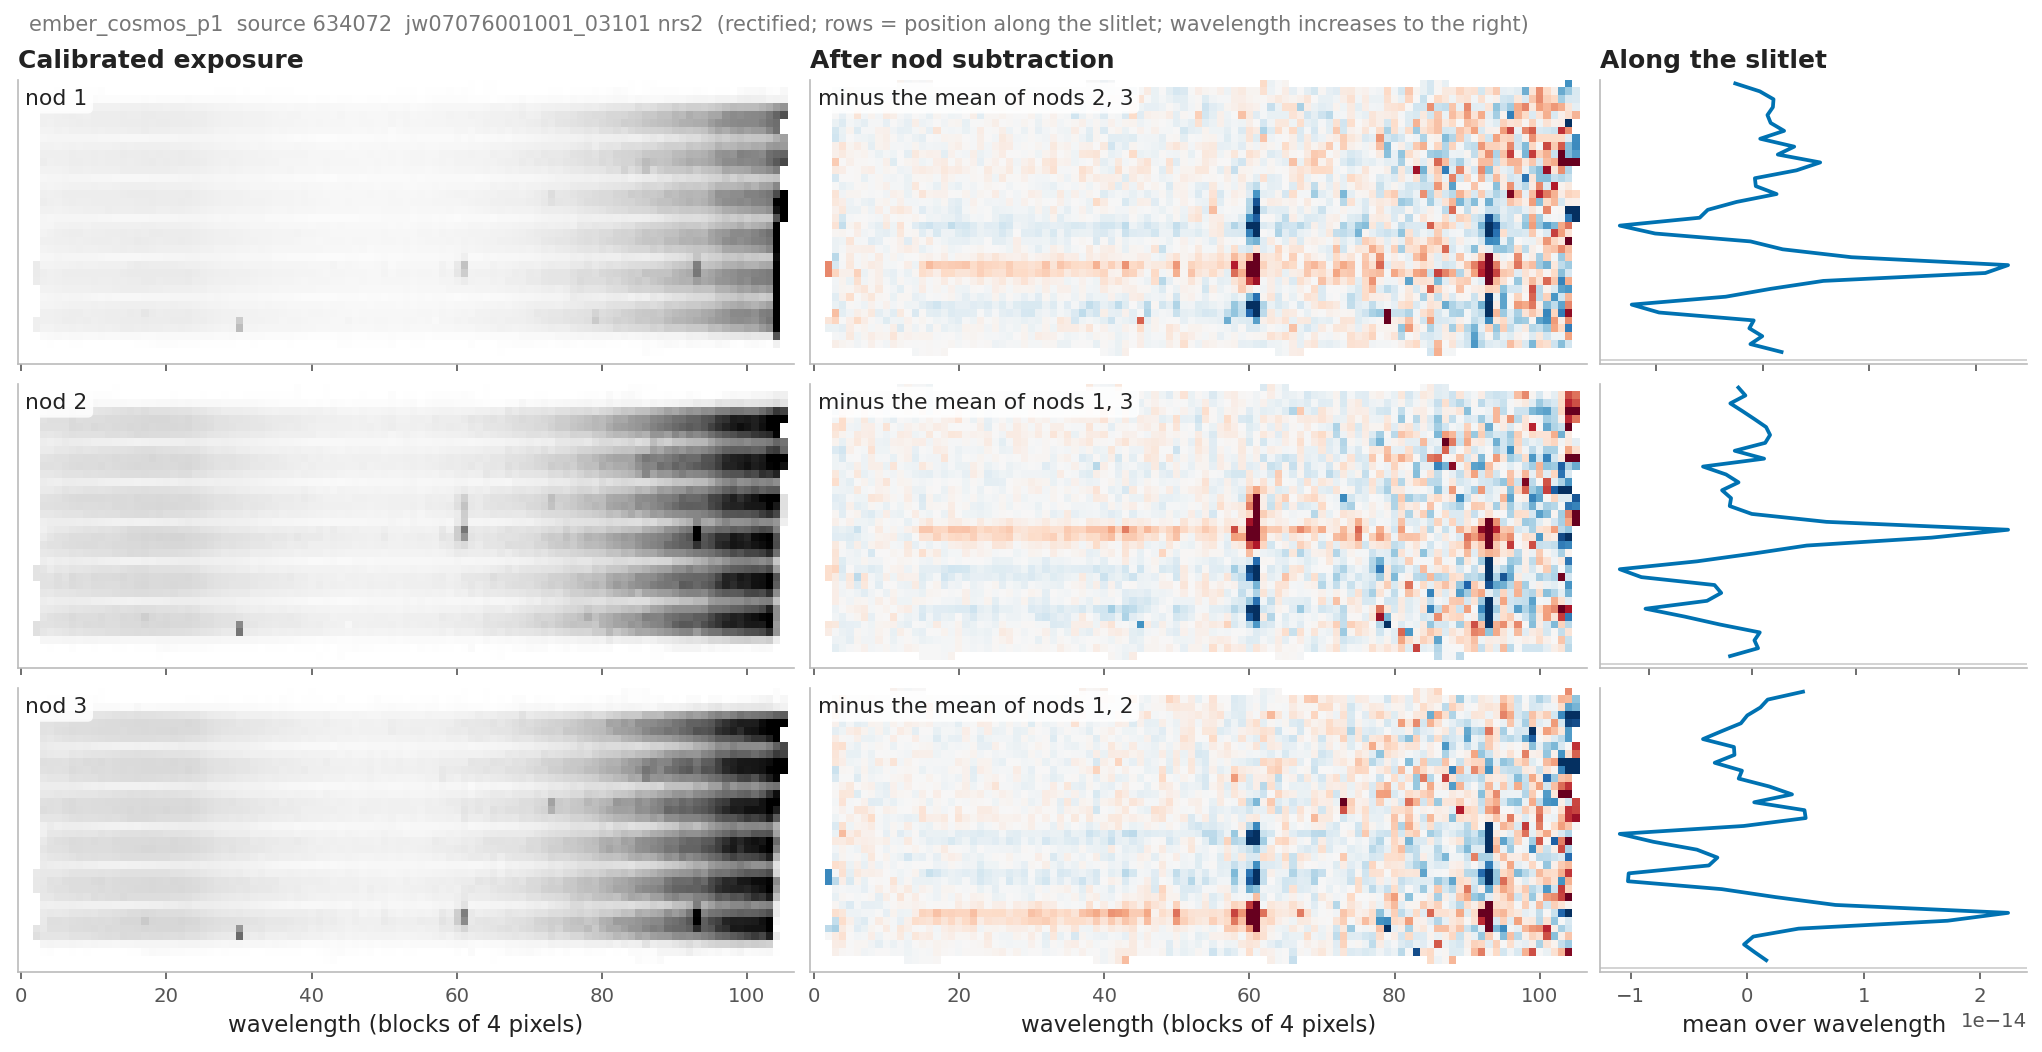 ember_cosmos_p1 source 634072 jw07076001001_03101 nrs2 (rectified; rows = position along the slitlet; wavelength increases to the right)
Calibrated exposure
After nod subtraction
Along the slitlet
nod 1
minus the mean of nods 2, 3
nod 2
minus the mean of nods 1, 3
nod 3
minus the mean of nods 1, 2
0 20 40 60 80 100
0 20 40 60 80 100
−1 0 1 2
1e−14
wavelength (blocks of 4 pixels)
wavelength (blocks of 4 pixels)
mean over wavelength